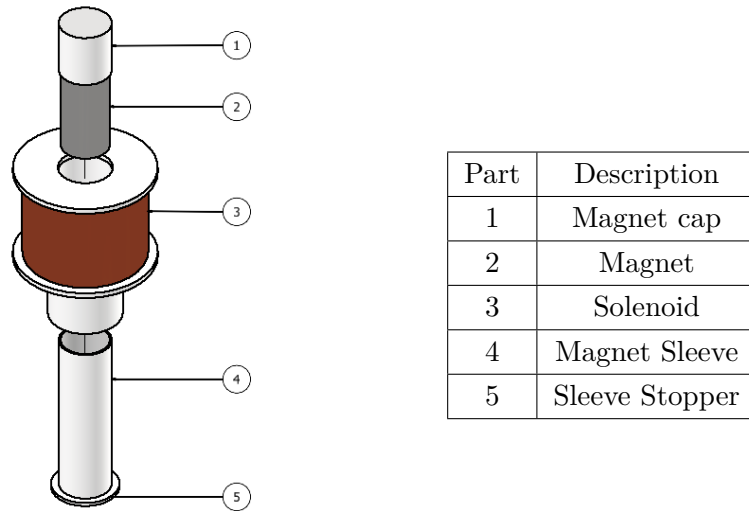 1
2
3
4
5
Part Description
1 Magnet cap
2 Magnet
3 Solenoid
4 Magnet Sleeve
5 Sleeve Stopper